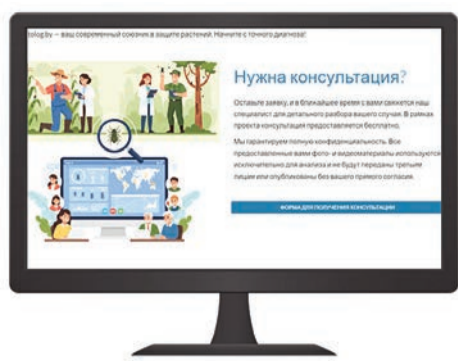 tolog.by — ваш современный союзник в защите растений. Начните с точного диагноза!
Нужна консультация?
Оставьте заявку, и в ближайшее время с вами свяжется наш
специалист для детального разбора вашего случая. В рамках
проекта консультация предоставляется бесплатно.
Мы гарантируем полную конфиденциальность. Все
предоставленные вами фото- и видеоматериалы используются
исключительно для анализа и не будут переданы третьим
лицам или опубликованы без вашего прямого согласия.
ФОРМА ДЛЯ ПОЛУЧЕНИЯ КОНСУЛЬТАЦИИ